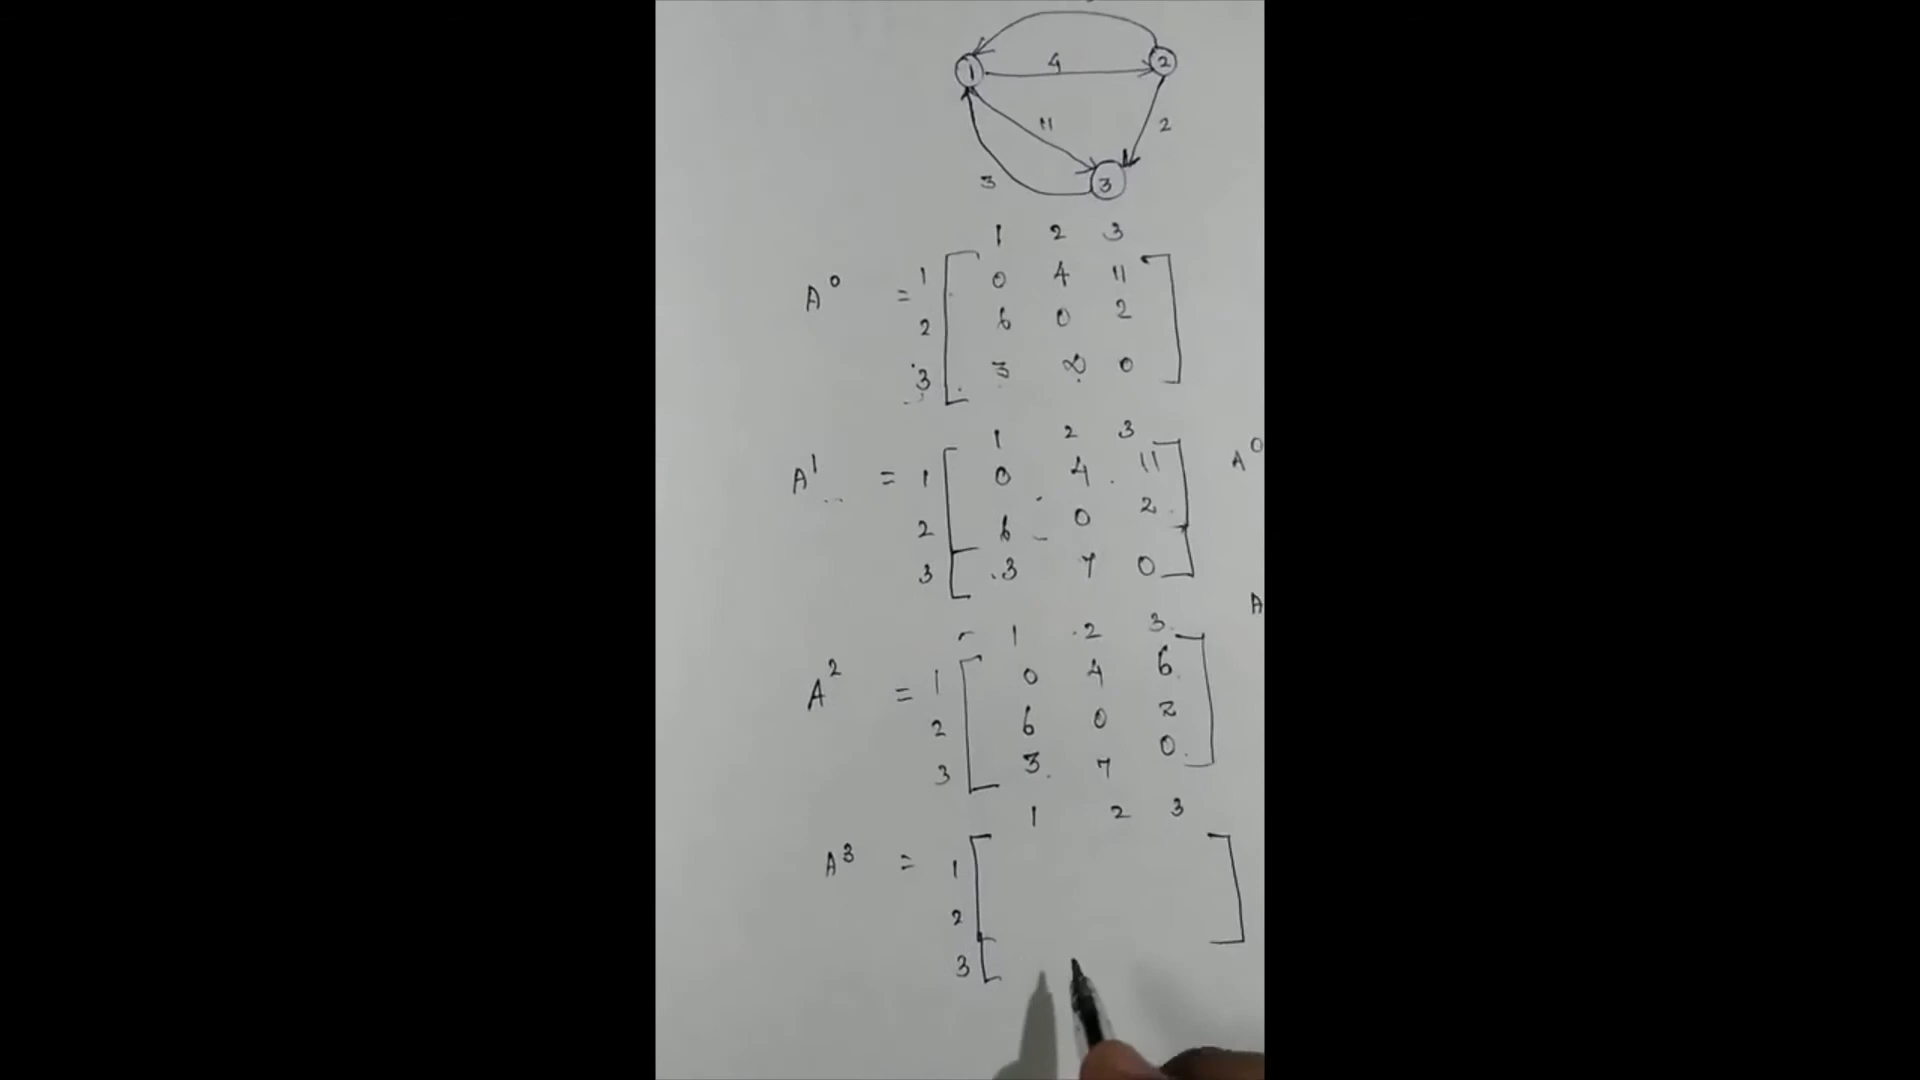 4
1
2
11
2
3
3
1 2 3
A⁰ = 1 0 4 11
2 6 0 2
3 3 ∞ 0
1 2 3
A¹ = 1 0 4 11
2 6 0 2
3 3 7 0
A⁰
A
1 2 3
A² = 1 0 4 6
2 6 0 2
3 3 7 0
1 2 3
A³ = 1
2
3